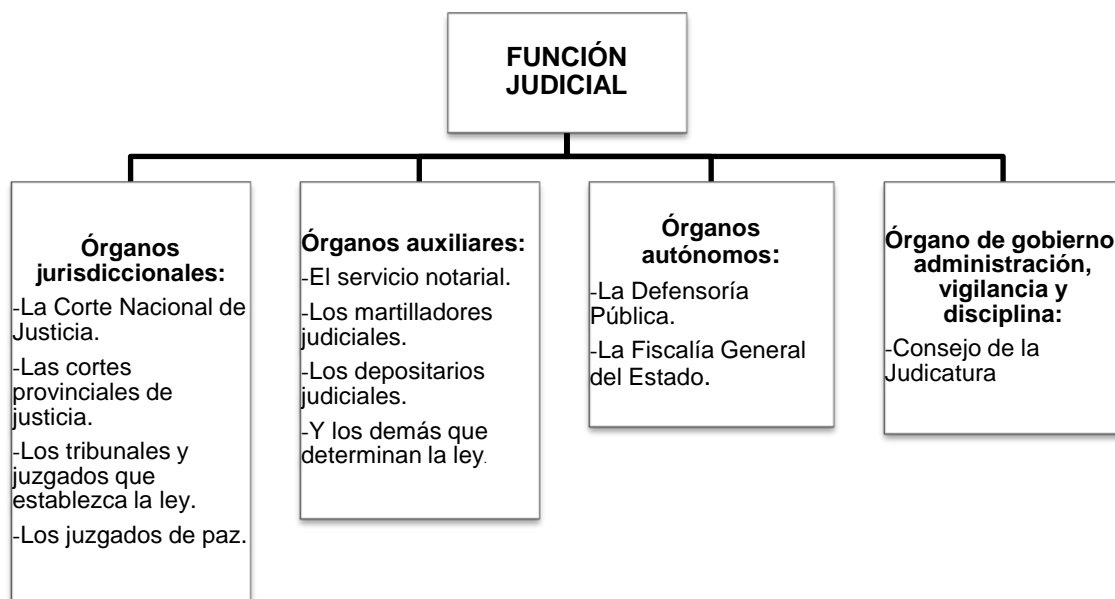 FUNCIÓN
JUDICIAL
Órganos
jurisdiccionales:
-La Corte Nacional de
Justicia.
-Las cortes
provinciales de
justicia.
-Los tribunales y
juzgados que
establezca la ley.
-Los juzgados de paz.
Órganos auxiliares:
-El servicio notarial.
-Los martilladores
judiciales.
-Los depositarios
judiciales.
-Y los demás que
determinan la ley.
Órganos
autónomos:
-La Defensoría
Pública.
-La Fiscalía General
del Estado.
Órgano de gobierno
administración,
vigilancia y
disciplina:
-Consejo de la
Judicatura